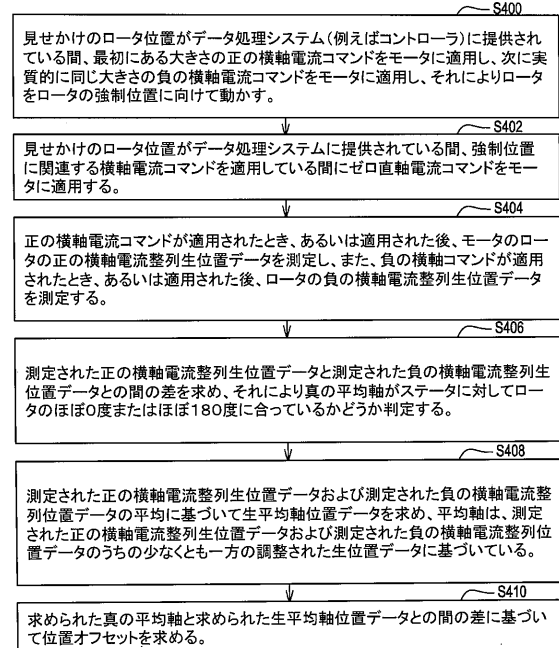 S400
見せかけのロータ位置がデータ処理システム(例えばコントローラ)に提供され
ている間、最初にある大きさの正の横軸電流コマンドをモータに適用し、次に実
質的に同じ大きさの負の横軸電流コマンドをモータに適用し、それによりロータ
をロータの強制位置に向けて動かす。
S402
見せかけのロータ位置がデータ処理システムに提供されている間、強制位置
に関連する横軸電流コマンドを適用している間にゼロ直軸電流コマンドをモー
タに適用する。
S404
正の横軸電流コマンドが適用されたとき、あるいは適用された後、モータのロー
タの正の横軸電流整列生位置データを測定し、また、負の横軸コマンドが適用
されたとき、あるいは適用された後、ロータの負の横軸電流整列生位置データ
を測定する。
S406
測定された正の横軸電流整列生位置データと測定された負の横軸電流整列生
位置データとの間の差を求め、それにより真の平均軸がステータに対してロー
タのほぼ0度またはほぼ180度に合っているかどうか判定する。
S408
測定された正の横軸電流整列生位置データおよび測定された負の横軸電流整
列位置データの平均に基づいて生平均軸位置データを求め、平均軸は、測定
された正の横軸電流整列生位置データおよび測定された負の横軸電流整列位
置データのうちの少なくとも一方の調整された生位置データに基づいている。
S410
求められた真の平均軸と求められた生平均軸位置データとの間の差に基づい
て位置オフセットを求める。